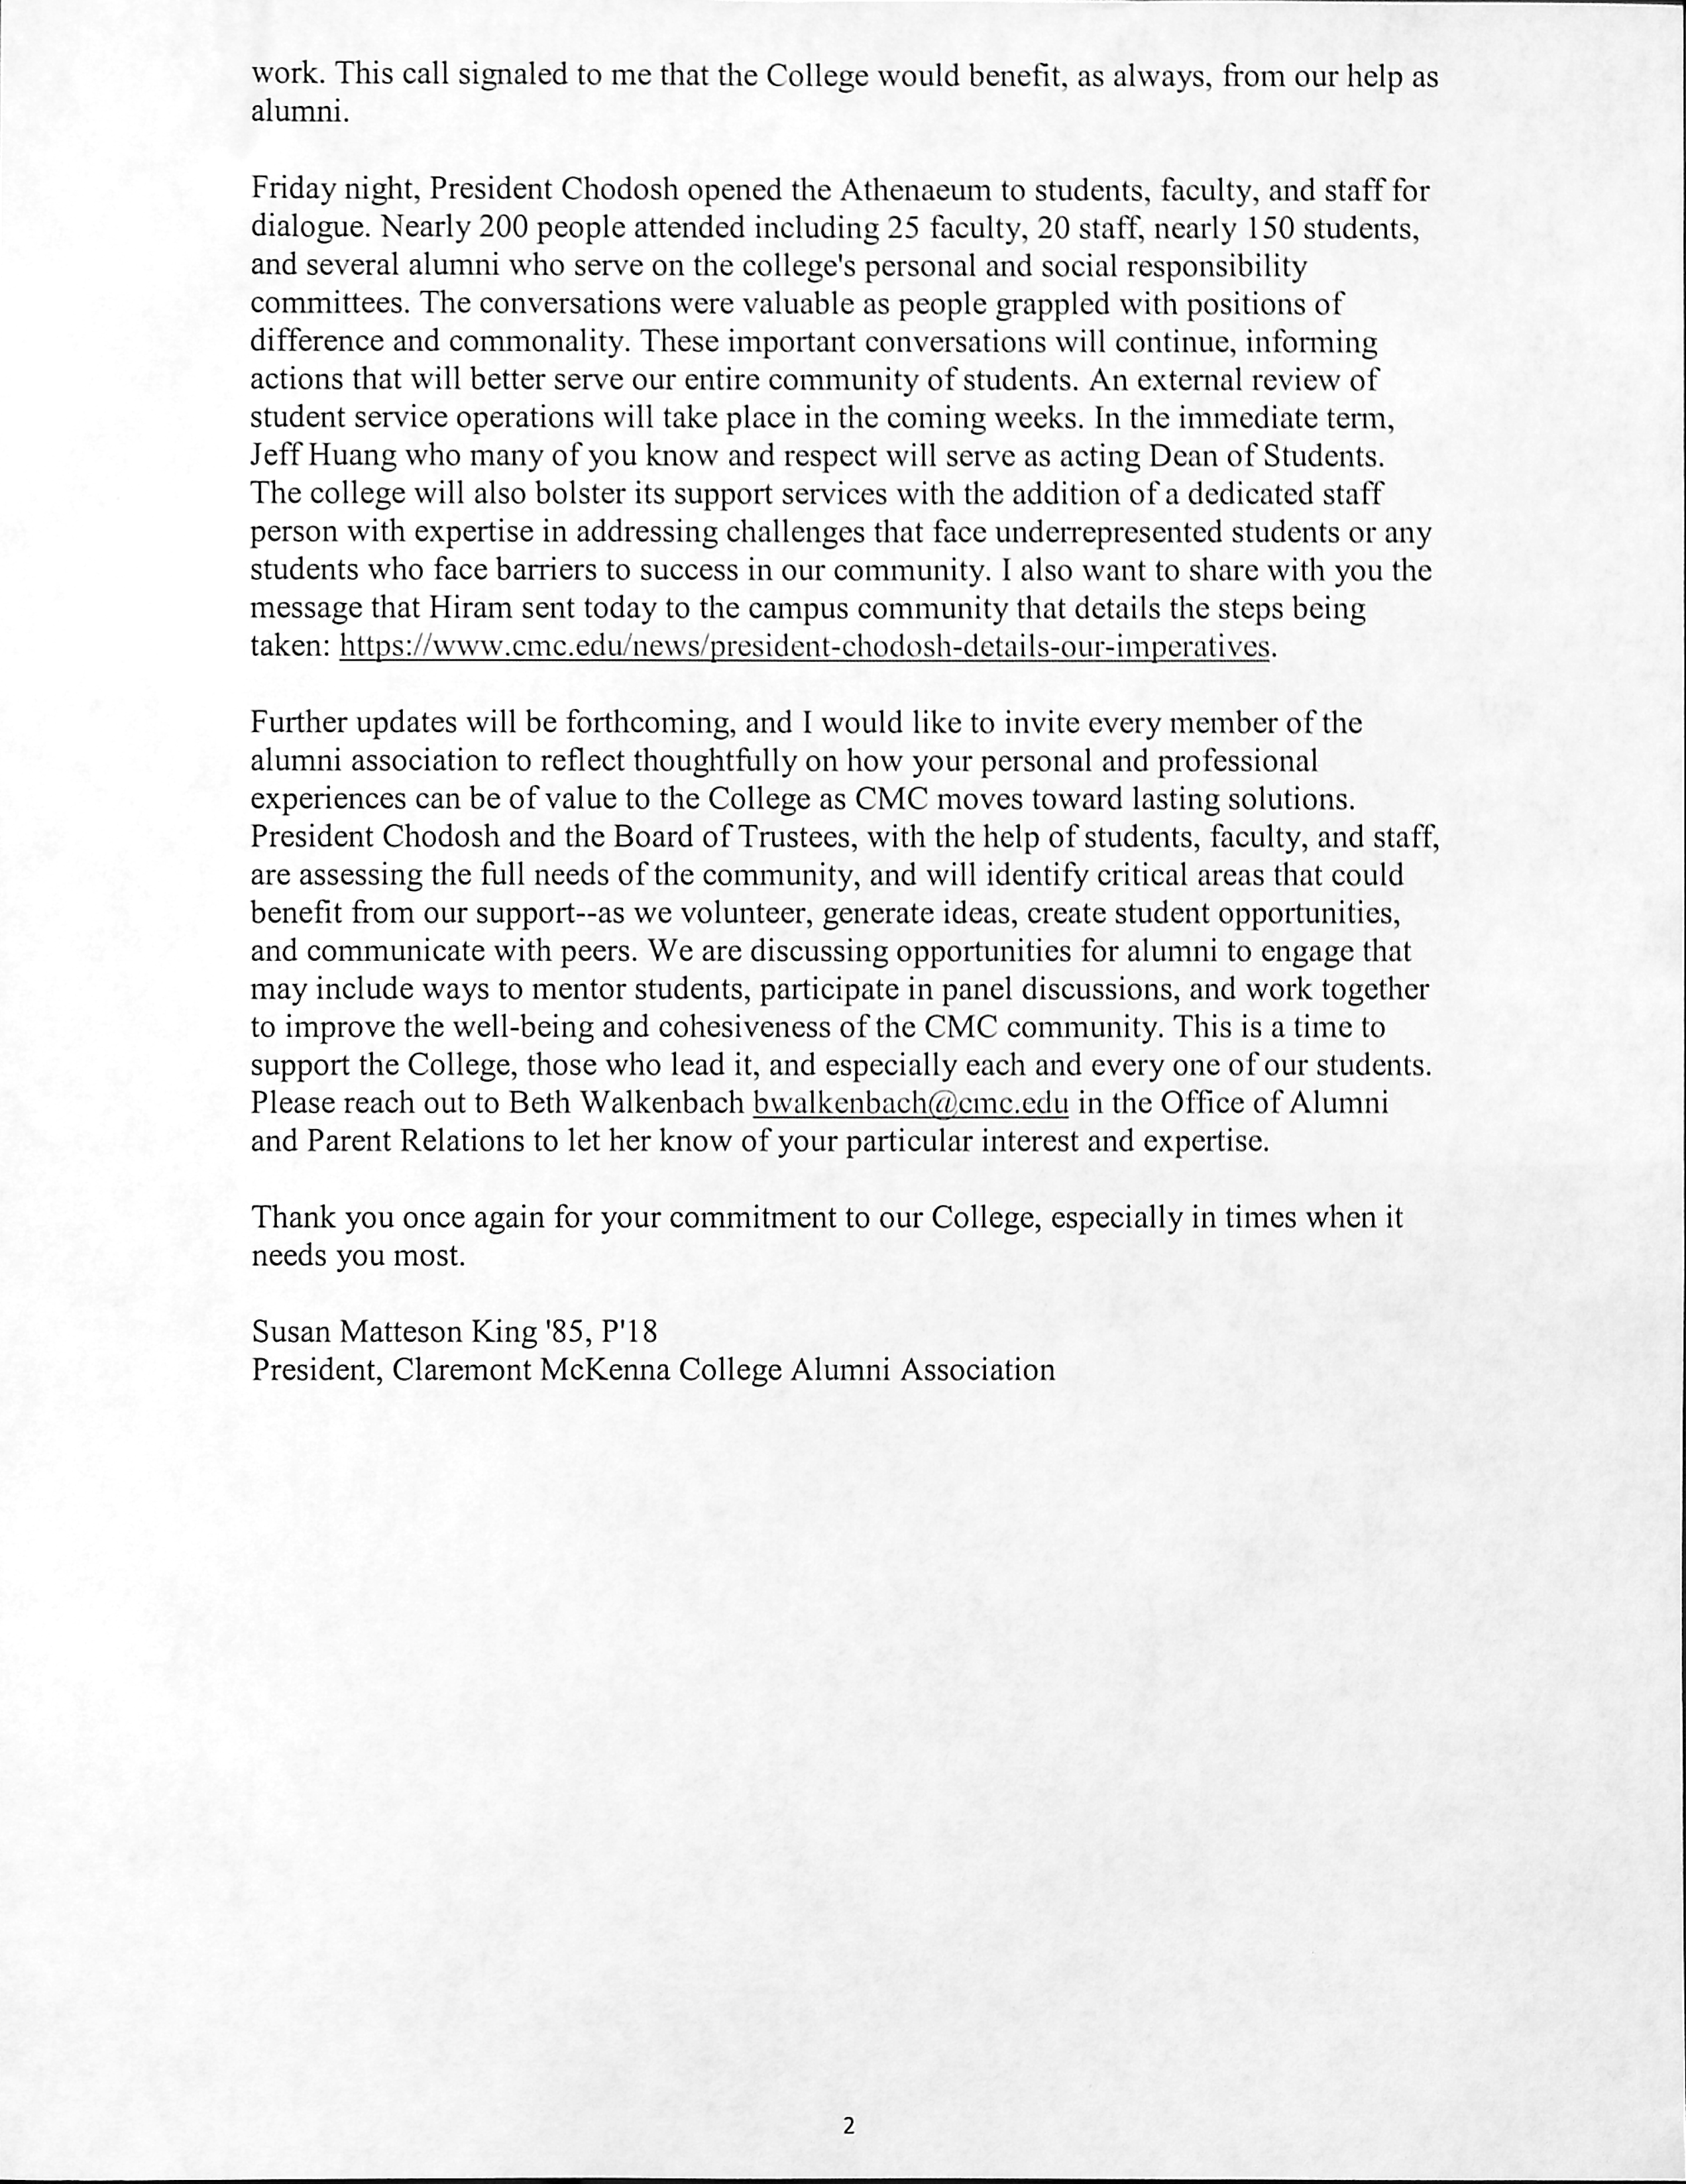 work. This call signaled to me that the College would benefit, as always, from our help as
alumni.
Friday night, President Chodosh opened the Athenaeum to students, faculty, and staff for
dialogue. Nearly 200 people attended including 25 faculty, 20 staff, nearly 150 students,
and several alumni who serve on the college's personal and social responsibility
committees. The conversations were valuable as people grappled with positions of
difference and commonality. These important conversations will continue, informing
actions that will better serve our entire community of students. An external review of
student service operations will take place in the coming weeks. In the immediate term,
Jeff Huang who many of you know and respect will serve as acting Dean of Students.
The college will also bolster its support services with the addition of a dedicated staff
person with expertise in addressing challenges that face underrepresented students or any
students who face barriers to success in our community. I also want to share with you the
message that Hiram sent today to the campus community that details the steps being
taken: https://www.cmc.edu/news/president-chodosh-details-our-imperatives.
Further updates will be forthcoming, and I would like to invite every member of the
alumni association to reflect thoughtfully on how your personal and professional
experiences can be of value to the College as CMC moves toward lasting solutions.
President Chodosh and the Board of Trustees, with the help of students, faculty, and staff,
are assessing the full needs of the community, and will identify critical areas that could
benefit from our support--as we volunteer, generate ideas, create student opportunities,
and communicate with peers. We are discussing opportunities for alumni to engage that
may include ways to mentor students, participate in panel discussions, and work together
to improve the well-being and cohesiveness of the CMC community. This is a time to
support the College, those who lead it, and especially each and every one of our students.
Please reach out to Beth Walkenbach bwalkenbach@cmc.edu in the Office of Alumni
and Parent Relations to let her know of your particular interest and expertise.
Thank you once again for your commitment to our College, especially in times when it
needs you most.
Susan Matteson King '85, P'18
President, Claremont McKenna College Alumni Association
2